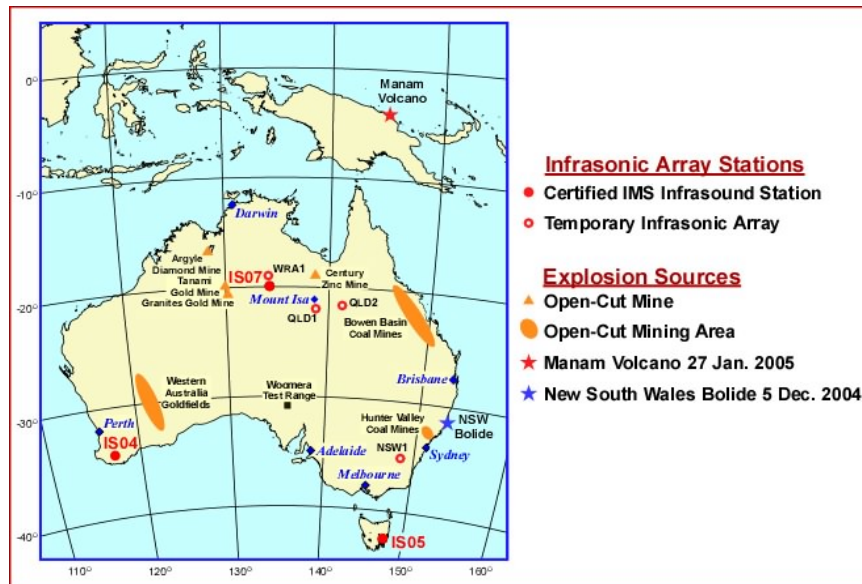 Manam
Volcano
0°
-10°
-20°
-30°
-40°
Darwin
Argyle
Diamond Mine
Tanami
Gold Mine
Granites Gold Mine
IS07
WRA1
Century
Zinc Mine
Mount Isa
QLD1
QLD2
Bowen Basin
Coal Mines
Brisbane
Western
Australia
Goldfields
Woomera
Test Range
Hunter Valley
Coal Mines
NSW
Bolide
Perth
IS04
Adelaide
NSW1
Sydney
Melbourne
IS05
110°
120°
130°
140°
150°
160°
Infrasonic Array Stations
Certified IMS Infrasound Station
Temporary Infrasonic Array
Explosion Sources
Open-Cut Mine
Open-Cut Mining Area
Manam Volcano 27 Jan. 2005
New South Wales Bolide 5 Dec. 2004